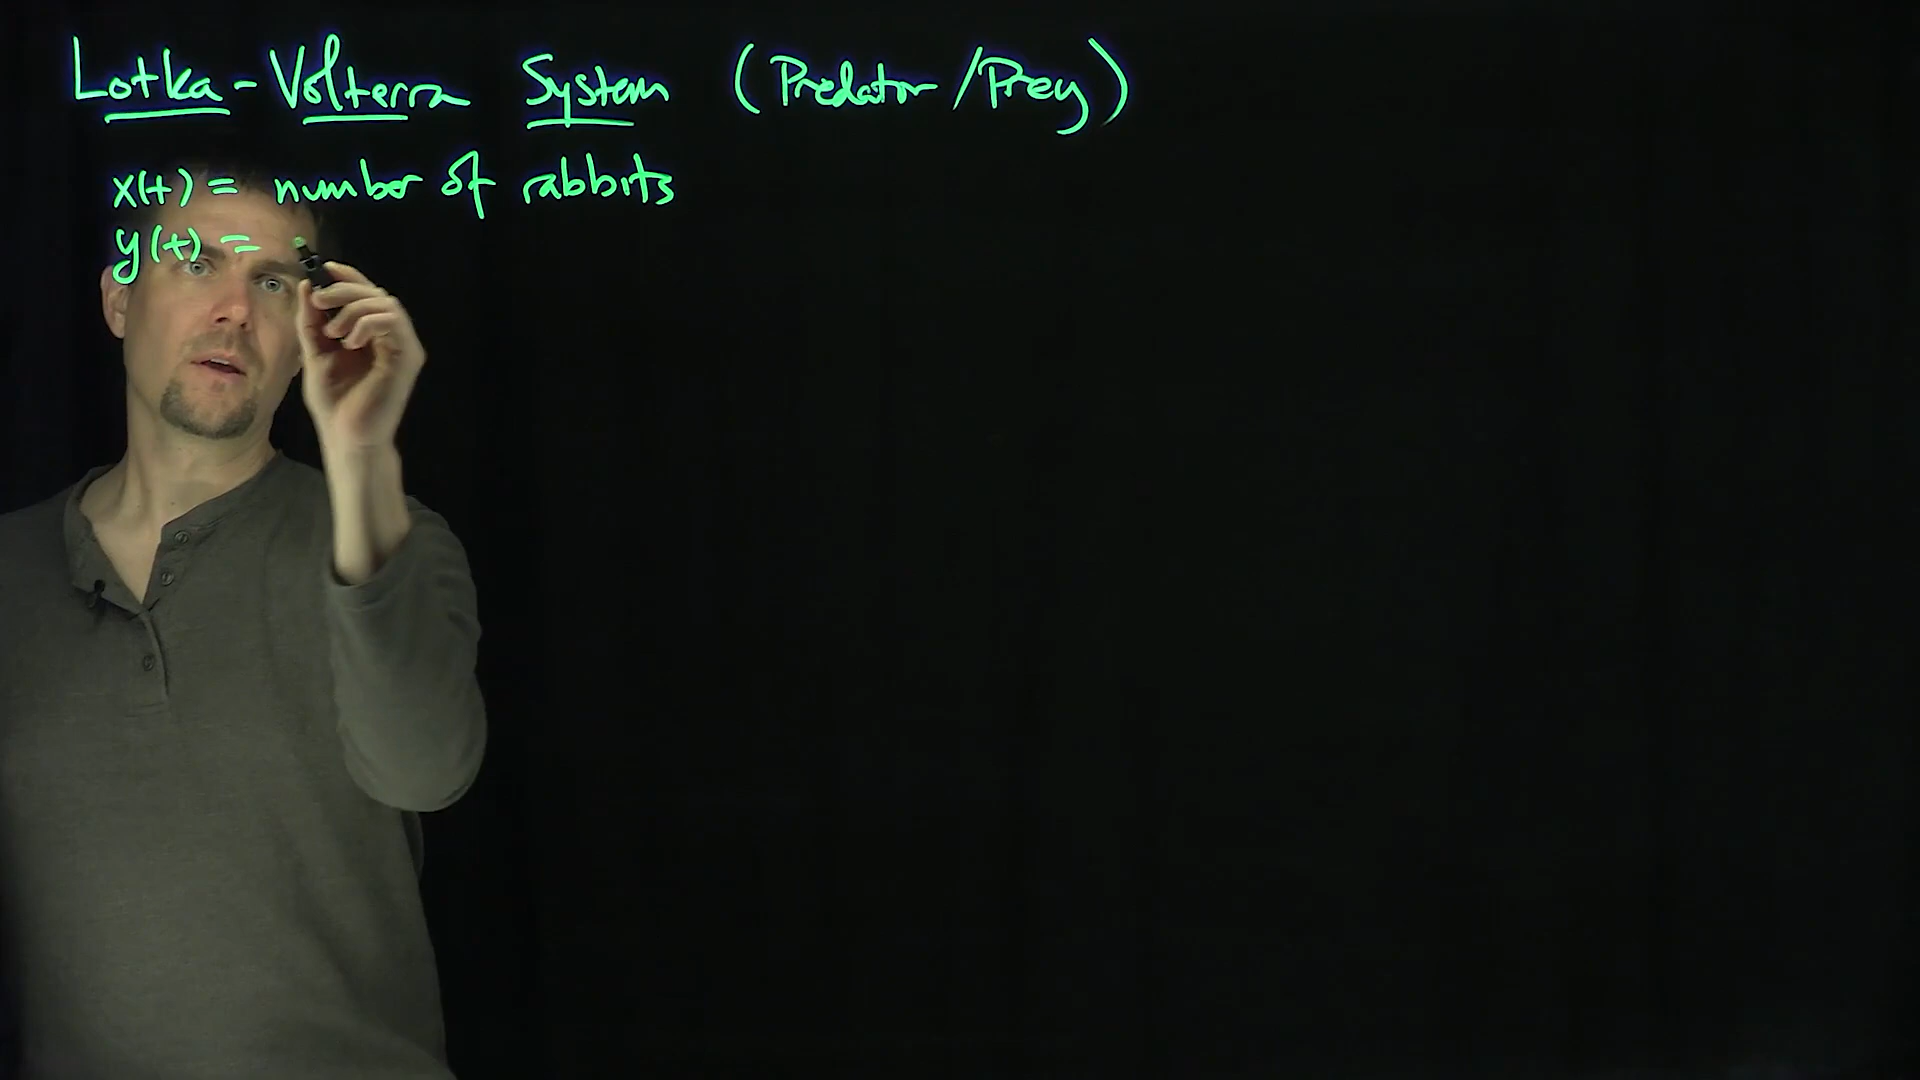 Lotka-Volterra System (Predator/Prey)
x(t) = number of rabbits
y(t) =